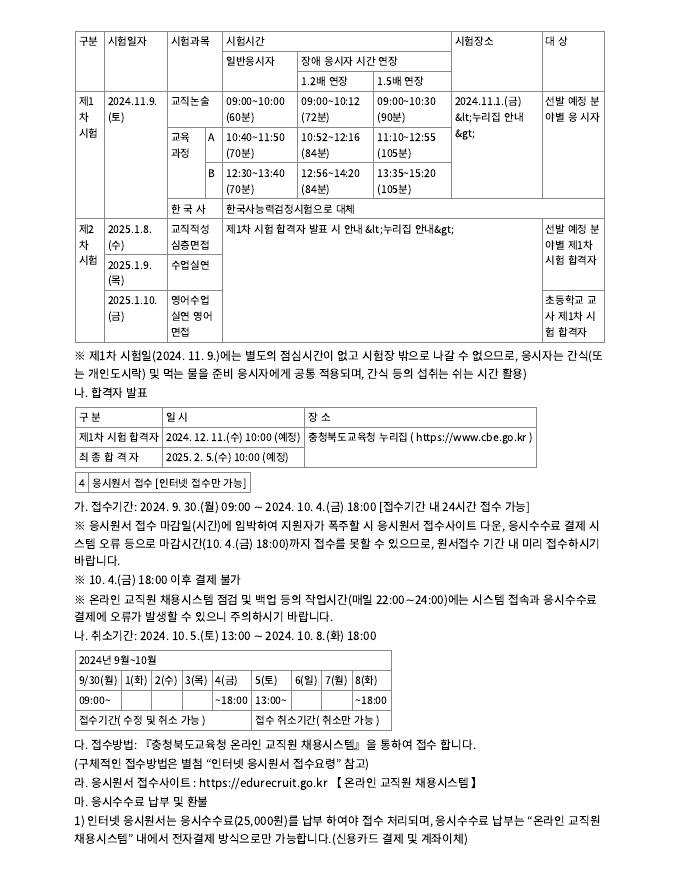 구분 시험일자 시험과목 시험시간 시험장소 대 상
일반응시자 장애 응시자 시간 연장
1.2배 연장 1.5배 연장
제1차 시험 2024.11.9.(토) 교직논술 09:00~10:00 (60분) 09:00~10:12 (72분) 09:00~10:30 (90분) 2024.11.1.(금) &lt;누리집 안내&gt; 선발 예정 분야별 응 시자
교육과정 A 10:40~11:50 (70분) 10:52~12:16 (84분) 11:10~12:55 (105분)
B 12:30~13:40 (70분) 12:56~14:20 (84분) 13:35~15:20 (105분)
한 국 사 한국사능력검정시험으로 대체
제2차 시험 2025.1.8.(수) 교직적성 심층면접 제1차 시험 합격자 발표 시 안내 &lt;누리집 안내&gt; 선발 예정 분야별 제1차 시험 합격자
2025.1.9.(목) 수업실연
2025.1.10.(금) 영어수업 실연 영어 면접 초등학교 교사 제1차 시험 합격자
※ 제1차 시험일(2024. 11. 9.)에는 별도의 점심시간이 없고 시험장 밖으로 나갈 수 없으므로, 응시자는 간식(또
는 개인도시락) 및 먹는 물을 준비 응시자에게 공통 적용되며, 간식 등의 섭취는 쉬는 시간 활용)
나. 합격자 발표
구 분 일 시 장 소
제1차 시험 합격자 2024. 12. 11.(수) 10:00 (예정) 충청북도교육청 누리집 ( https://www.cbe.go.kr )
최 종 합 격 자 2025. 2. 5.(수) 10:00 (예정)
4 응시원서 접수 [인터넷 접수만 가능]
가. 접수기간: 2024. 9. 30.(월) 09:00 ~ 2024. 10. 4.(금) 18:00 [접수기간 내 24시간 접수 가능]
※ 응시원서 접수 마감일(시간)에 임박하여 지원자가 폭주할 시 응시원서 접수사이트 다운, 응시수수료 결제 시
스템 오류 등으로 마감시간(10. 4.(금) 18:00)까지 접수를 못할 수 있으므로, 원서접수 기간 내 미리 접수하시기
바랍니다.
※ 10. 4.(금) 18:00 이후 결제 불가
※ 온라인 교직원 채용시스템 점검 및 백업 등의 작업시간(매일 22:00~24:00)에는 시스템 접속과 응시수수료
결제에 오류가 발생할 수 있으니 주의하시기 바랍니다.
나. 취소기간: 2024. 10. 5.(토) 13:00 ~ 2024. 10. 8.(화) 18:00
2024년 9월~10월
9/30(월) 1(화) 2(수) 3(목) 4(금) 5(토) 6(일) 7(월) 8(화)
09:00~ ~18:00 13:00~ ~18:00
접수기간( 수정 및 취소 가능 ) 접수 취소기간( 취소만 가능 )
다. 접수방법: 『충청북도교육청 온라인 교직원 채용시스템』을 통하여 접수 합니다.
(구체적인 접수방법은 별첨 “인터넷 응시원서 접수요령” 참고)
라. 응시원서 접수사이트 : https://edurecruit.go.kr 【 온라인 교직원 채용시스템 】
마. 응시수수료 납부 및 환불
1) 인터넷 응시원서는 응시수수료(25,000원)를 납부 하여야 접수 처리되며, 응시수수료 납부는 “온라인 교직원
채용시스템” 내에서 전자결제 방식으로만 가능합니다.(신용카드 결제 및 계좌이체)